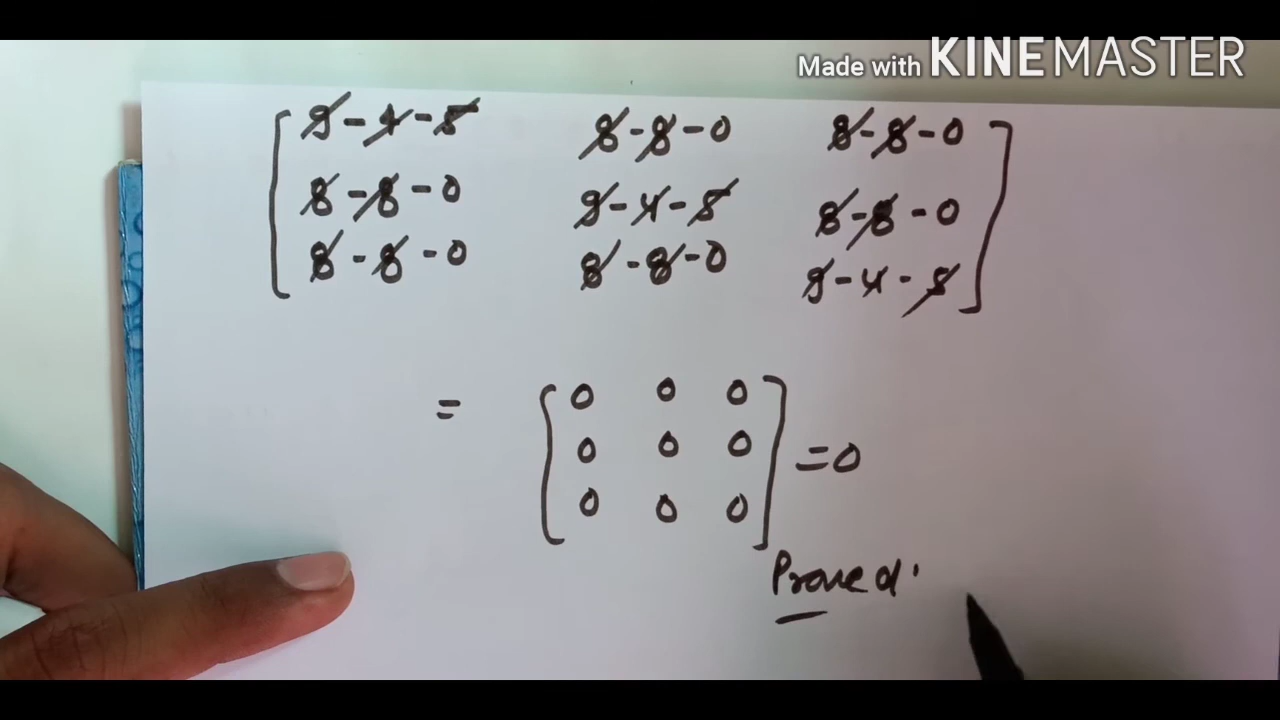 Made with KINEMASTER
9-4-5 8-8-0 8-8-0
8-8-0 9-4-5 8-8-0
8-8-0 8-8-0 9-4-5
= [0 0 0
0 0 0
0 0 0] =0
Proved.